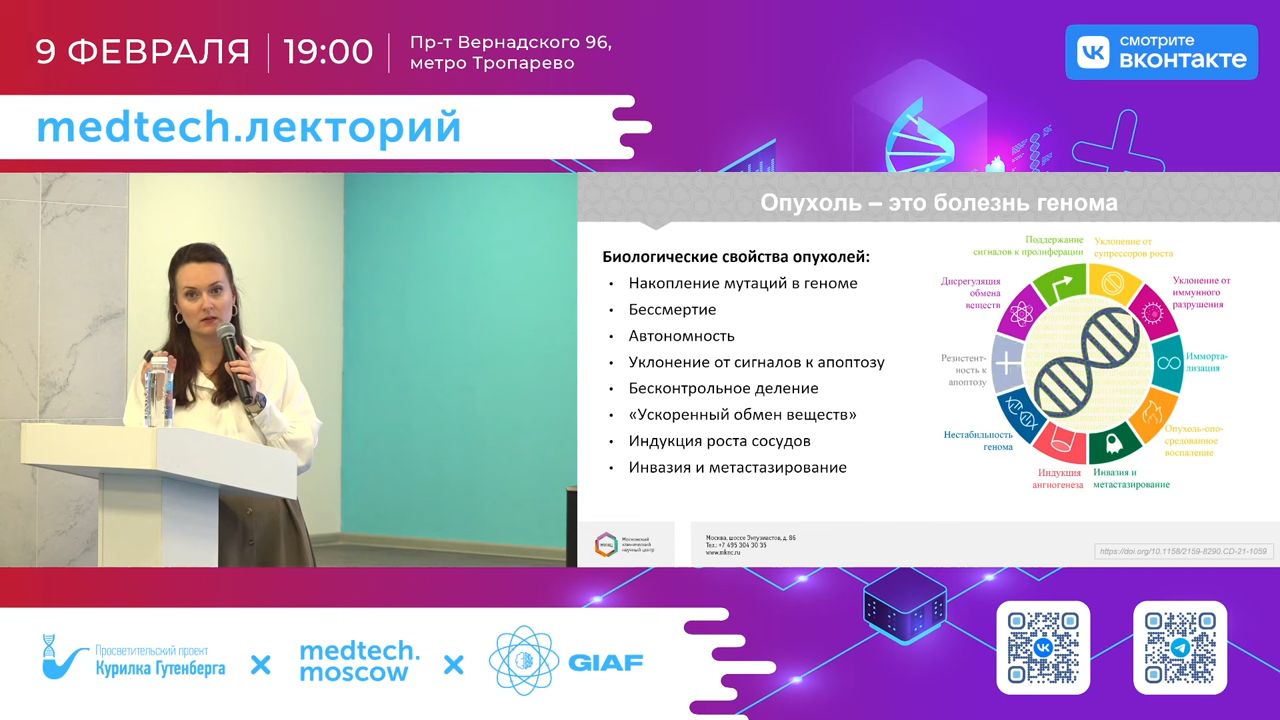 9 ФЕВРАЛЯ
19:00
Пр-т Вернадского 96,
метро Тропарево
смотрите
вконтакте
medtech.лекторий
Опухоль – это болезнь генома
Биологические свойства опухолей:
• Накопление мутаций в геноме
• Бессмертие
• Автономность
• Уклонение от сигналов к апоптозу
• Бесконтрольное деление
• «Ускоренный обмен веществ»
• Индукция роста сосудов
• Инвазия и метастазирование
Поддержание
сигналов к пролиферации
Уклонение от
супрессоров роста
Дисрегуляция
обмена
веществ
Уклонение от
иммунного
разрушения
Резистент-
ность к
апоптозу
Иммортa-
лизация
Нестабильность
генома
Опухоль-опо-
средованное
воспаление
Индукция
ангиогенеза
Инвазия и
метастазирование
Московский
клинический
научный центр
Москва, шоссе Энтузиастов, д. 86
Тел.: +7 495 304 30 35
www.mknc.ru
https://doi.org/10.1158/2159-8290.CD-21-1059
Просветительский проект
Курилка Гутенберга
medtech.
moscow
GIAF